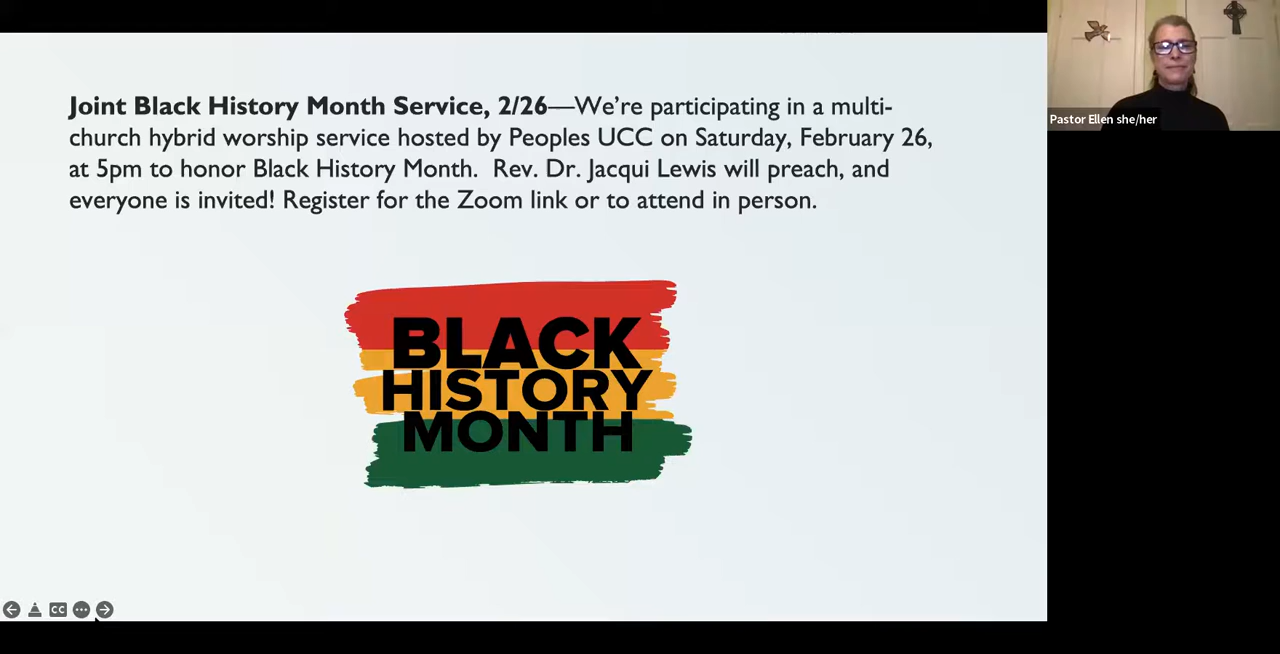 Joint Black History Month Service, 2/26—We’re participating in a multi-
church hybrid worship service hosted by Peoples UCC on Saturday, February 26,
at 5pm to honor Black History Month.  Rev. Dr. Jacqui Lewis will preach, and
everyone is invited! Register for the Zoom link or to attend in person.
BLACK
HISTORY
MONTH
Pastor Ellen she/her
CC